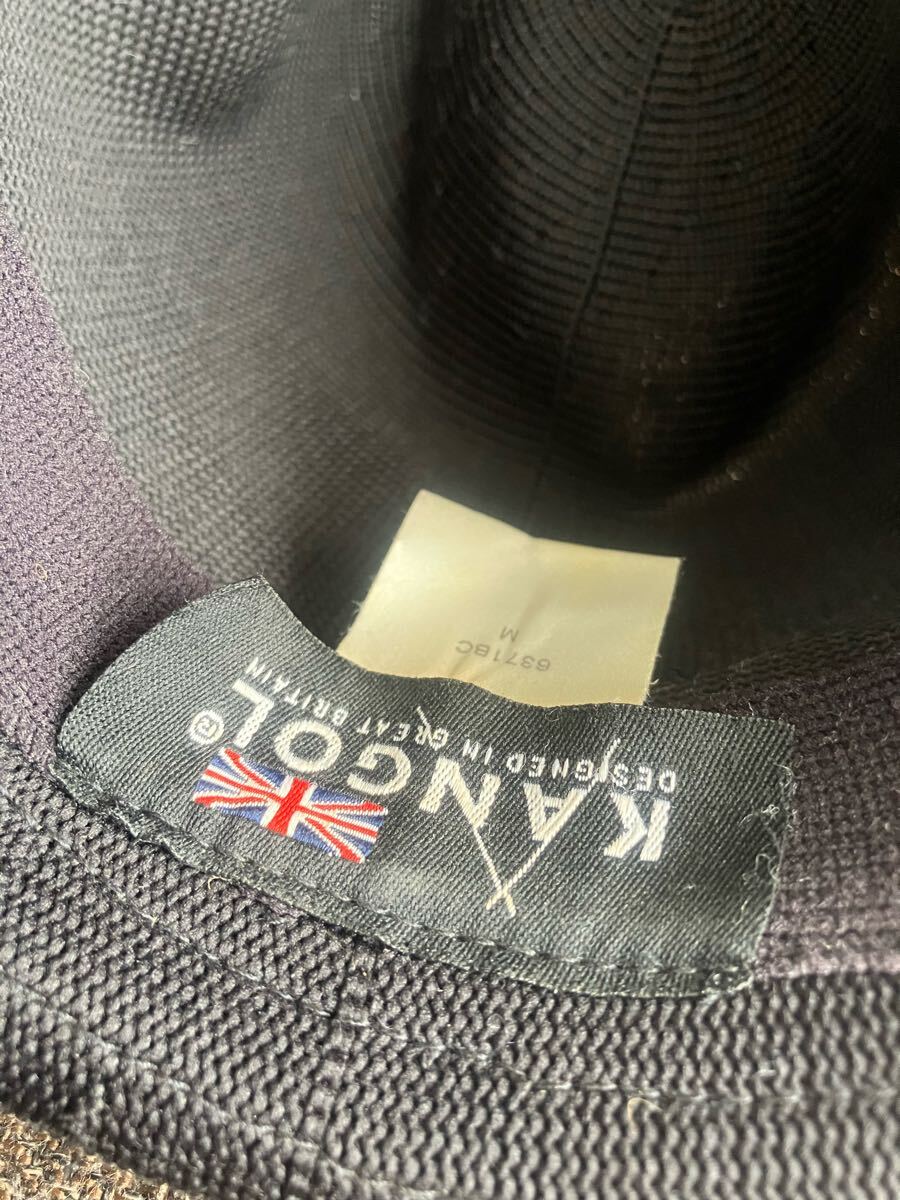 KANGOL®
DESIGNED IN GREAT BRITAIN
6371BC
M